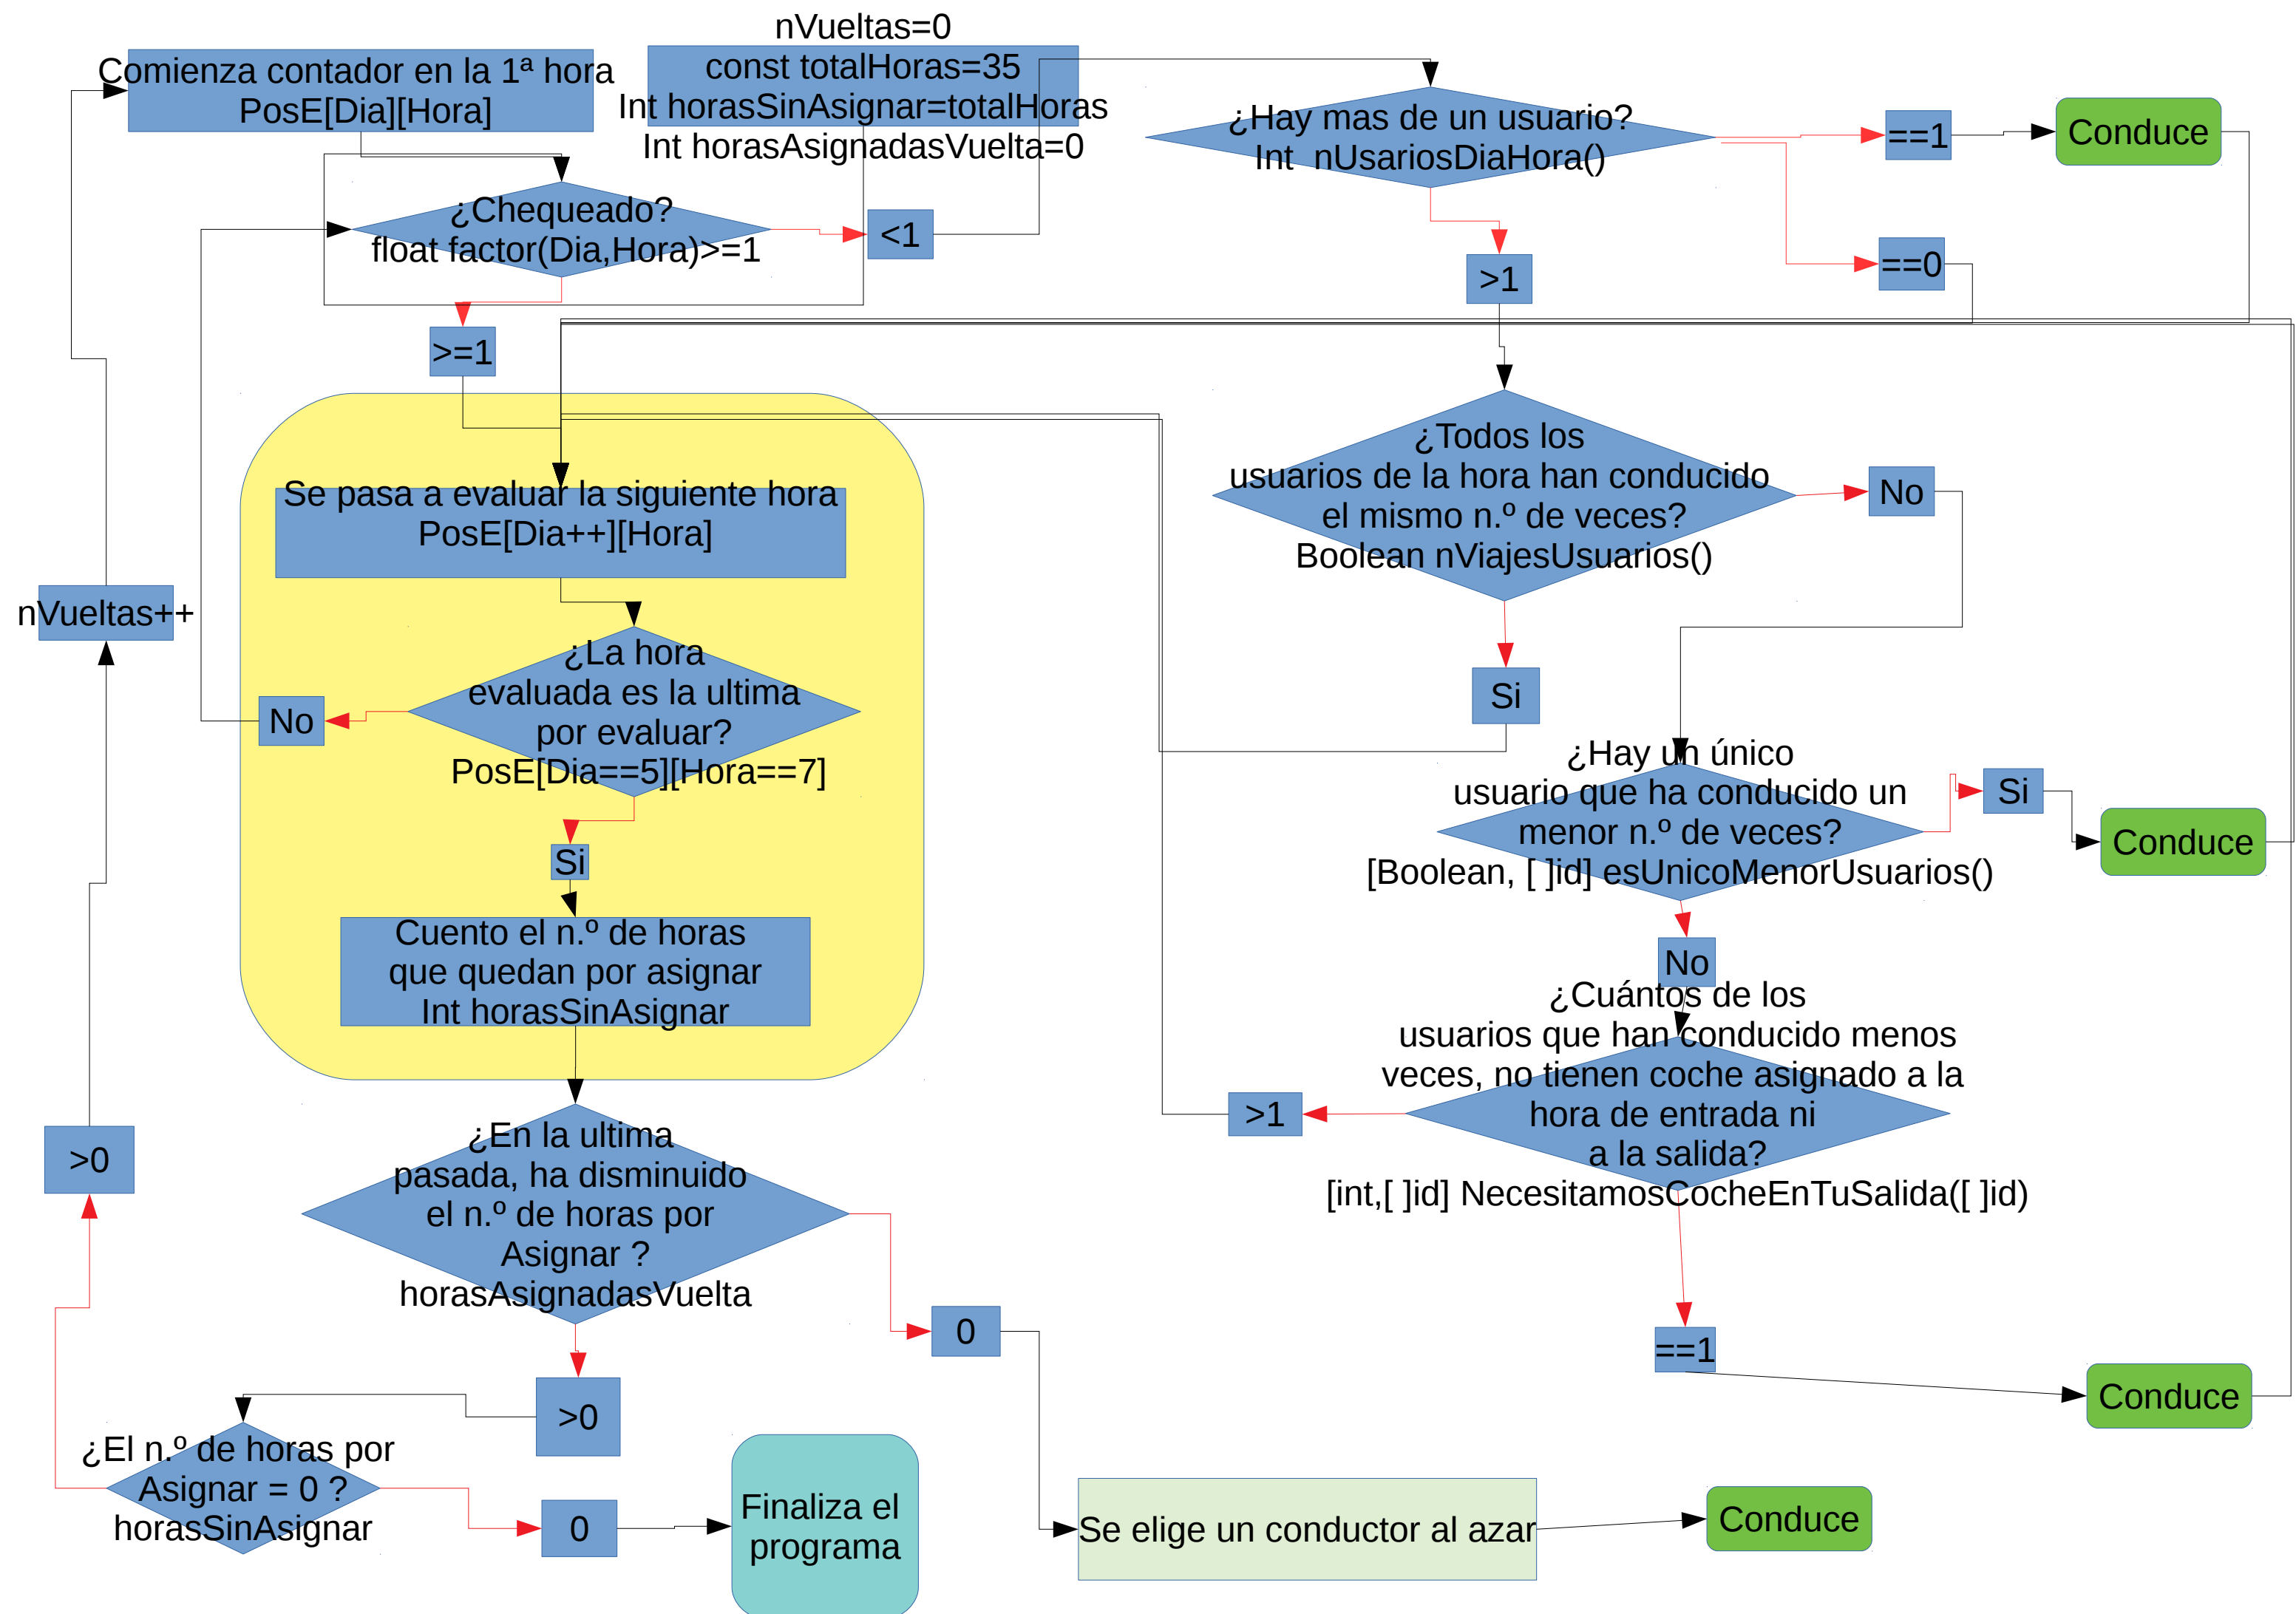 nVueltas=0
const totalHoras=35
Int horasSinAsignar=totalHoras
Int horasAsignadasVuelta=0
Comienza contador en la 1ª hora
PosE[Dia][Hora]
¿Chequeado?
float factor(Dia,Hora)>=1
<1
>=1
¿Hay mas de un usuario?
Int  nUsariosDiaHora()
==1
Conduce
==0
>1
¿Todos los
usuarios de la hora han conducido
el mismo n.º de veces?
Boolean nViajesUsuarios()
No
Si
Se pasa a evaluar la siguiente hora
PosE[Dia++][Hora]
nVueltas++
¿La hora
evaluada es la ultima
por evaluar?
PosE[Dia==5][Hora==7]
No
Si
Cuento el n.º de horas
que quedan por asignar
Int horasSinAsignar
¿Hay un único
usuario que ha conducido un
menor n.º de veces?
[Boolean, [ ]id] esUnicoMenorUsuarios()
Si
Conduce
No
¿Cuántos de los
usuarios que han conducido menos
veces, no tienen coche asignado a la
hora de entrada ni
a la salida?
[int,[ ]id] NecesitamosCocheEnTuSalida([ ]id)
>1
==1
Conduce
¿En la ultima
pasada, ha disminuido
el n.º de horas por
Asignar ?
horasAsignadasVuelta
>0
0
>0
¿El n.º de horas por
Asignar = 0 ?
horasSinAsignar
0
Finaliza el
programa
Se elige un conductor al azar
Conduce